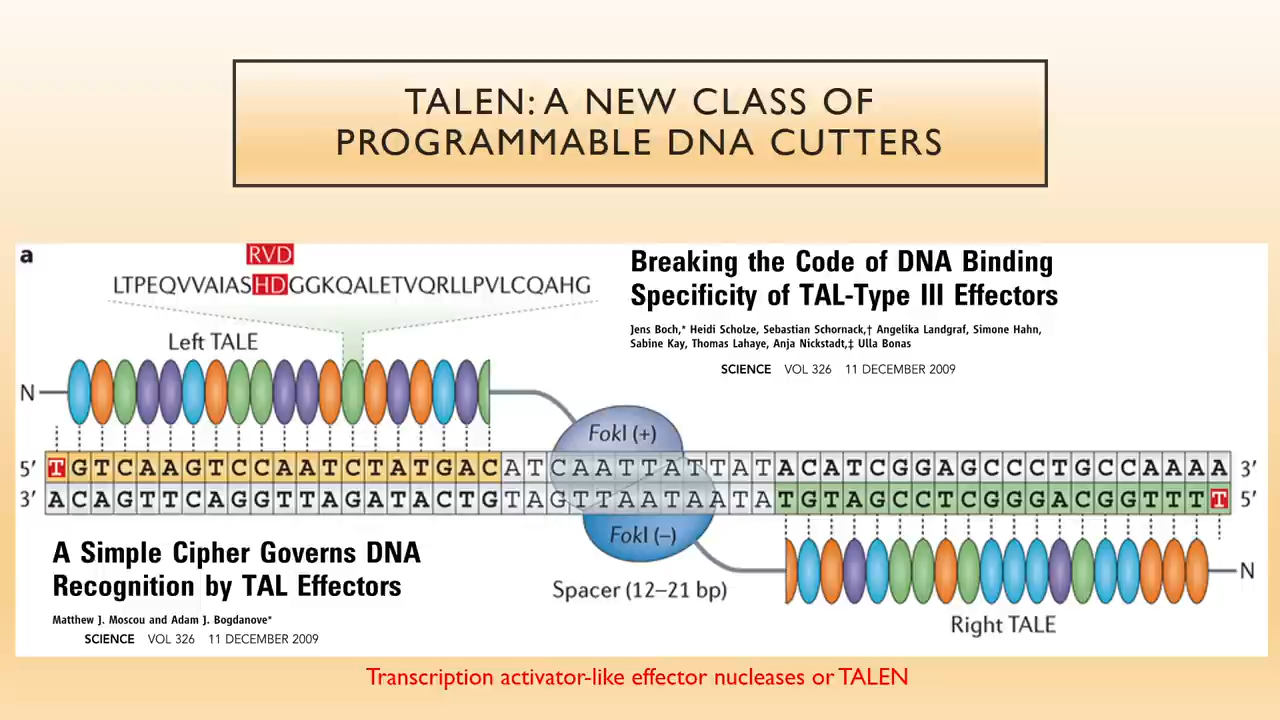 TALEN: A NEW CLASS OF
PROGRAMMABLE DNA CUTTERS
a
RVD
LTPEQVVAIASHDGGKQALETVQRLLPVLCQAHG
Breaking the Code of DNA Binding
Specificity of TAL-Type III Effectors
Jens Boch,* Heidi Scholze, Sebastian Schornack,† Angelika Landgraf, Simone Hahn,
Sabine Kay, Thomas Lahaye, Anja Nickstadt,‡ Ulla Bonas
SCIENCE VOL 326 11 DECEMBER 2009
Left TALE
N
FokI (+)
5′ TGTCAAGTCCAATCTATGACATCAATTATTATACATCGGAGCCCTGCCAAAA 3′
3′ ACAGTTCAGGTTAGATACTGTAGTTAATAATATGTAGCCTCGGGACGGTTTT 5′
FokI (–)
N
Spacer (12–21 bp)
Right TALE
A Simple Cipher Governs DNA
Recognition by TAL Effectors
Matthew J. Moscou and Adam J. Bogdanove*
SCIENCE VOL 326 11 DECEMBER 2009
Transcription activator-like effector nucleases or TALEN